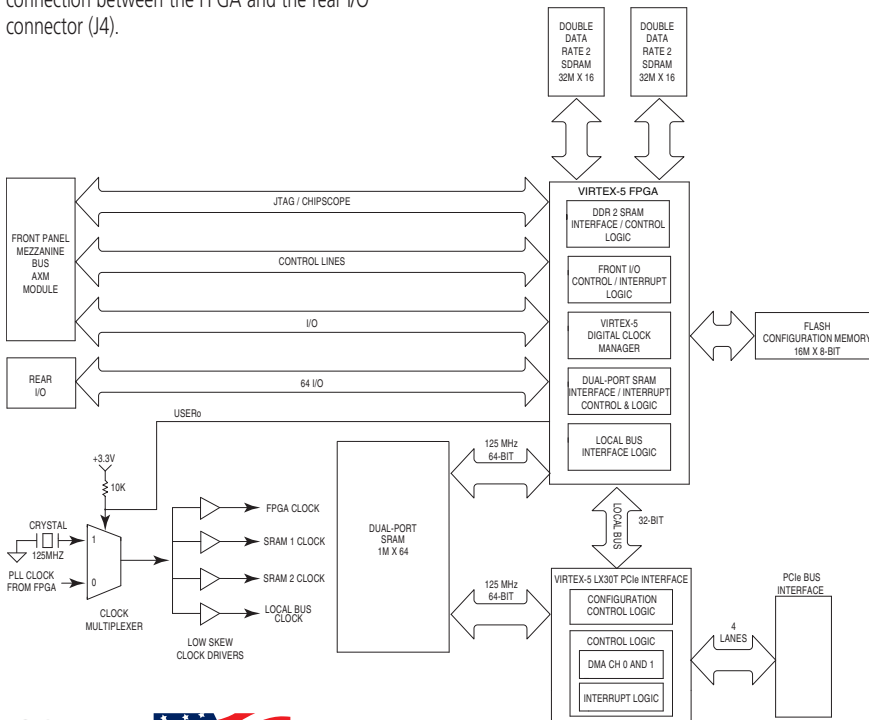 connection between the FPGA and the rear I/O
connector (J4).
DOUBLE
DATA
RATE 2
SDRAM
32M X 16
DOUBLE
DATA
RATE 2
SDRAM
32M X 16
FRONT PANEL
MEZZANINE
BUS
AXM
MODULE
JTAG / CHIPSCOPE
CONTROL LINES
I/O
REAR
I/O
64 I/O
USERo
VIRTEX-5 FPGA
DDR 2 SRAM
INTERFACE / CONTROL
LOGIC
FRONT I/O
CONTROL / INTERRUPT
LOGIC
VIRTEX-5
DIGITAL CLOCK
MANAGER
DUAL-PORT SRAM
INTERFACE / INTERRUPT
CONTROL & LOGIC
LOCAL BUS
INTERFACE LOGIC
FLASH
CONFIGURATION MEMORY
16M X 8-BIT
+3.3V
10K
CRYSTAL
125MHZ
PLL CLOCK
FROM FPGA
1
0
CLOCK
MULTIPLEXER
FPGA CLOCK
SRAM 1 CLOCK
SRAM 2 CLOCK
LOCAL BUS
CLOCK
LOW SKEW
CLOCK DRIVERS
DUAL-PORT
SRAM
1M X 64
125 MHz
64-BIT
125 MHz
64-BIT
LOCAL BUS
32-BIT
VIRTEX-5 LX30T PCIe INTERFACE
CONFIGURATION
CONTROL LOGIC
CONTROL LOGIC
DMA CH 0 AND 1
INTERRUPT LOGIC
4
LANES
PCIe BUS
INTERFACE